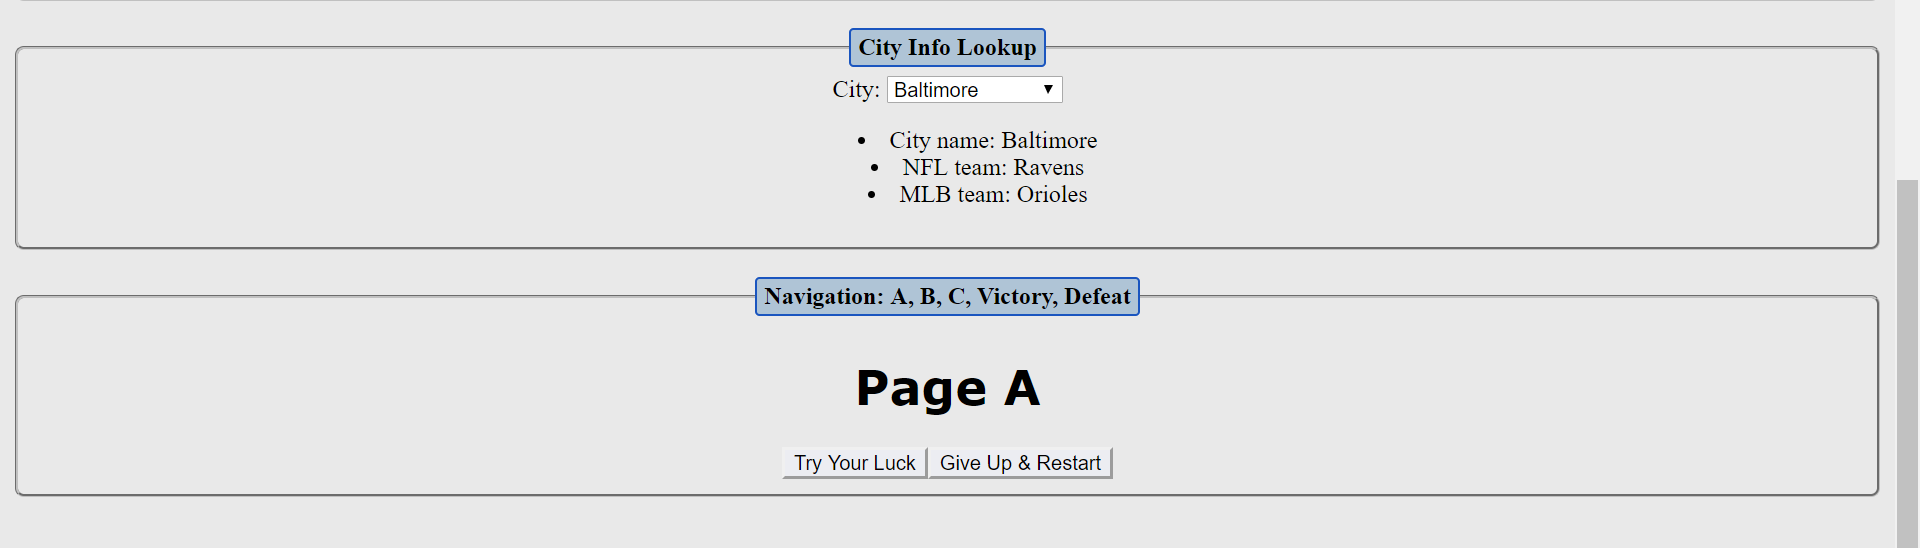 City Info Lookup
City: Baltimore
City name: Baltimore
NFL team: Ravens
MLB team: Orioles
Navigation: A, B, C, Victory, Defeat
Page A
Try Your Luck Give Up & Restart